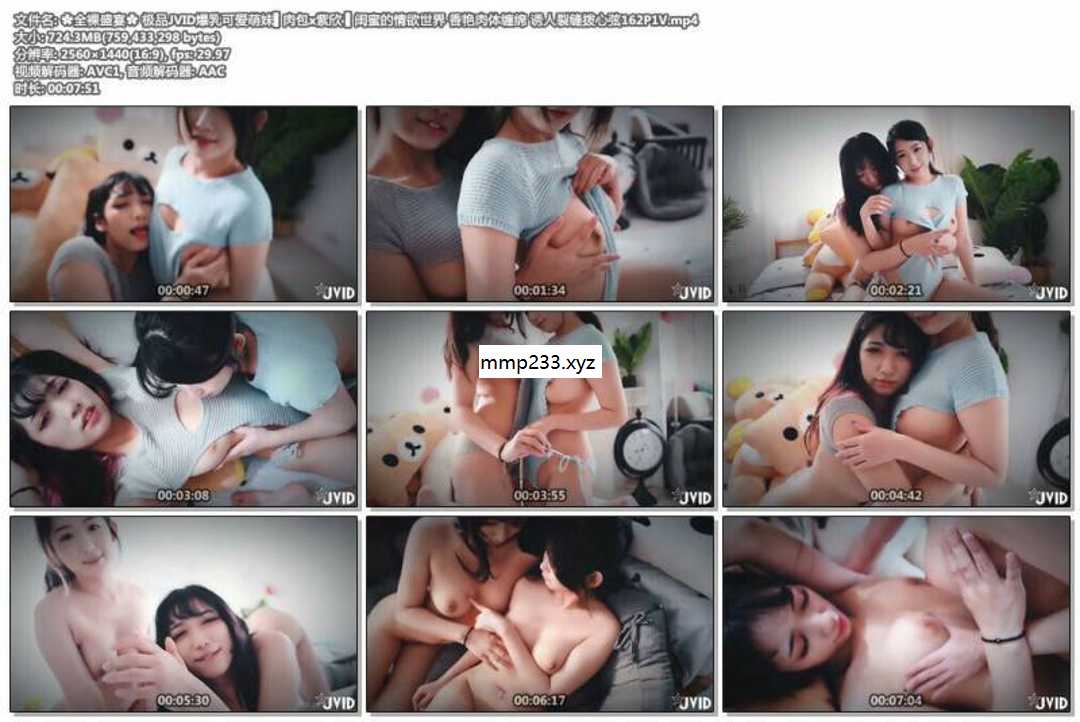 文件名: ✿全裸盛宴✿ 极品JVID爆乳可爱萌妹▌肉包x紫欣 ▌闺蜜的情欲世界 香艳肉体缠绵 诱人裂缝拨心弦162P1V.mp4
大小: 724.3MB(759,433,298 bytes)
分辨率: 2560×1440(16:9), fps: 29.97
视频解码器: AVC1, 音频解码器: AAC
时长: 00:07:51
00:00:47
JVID
00:01:34
JVID
00:02:21
JVID
00:03:08
JVID
mmp233.xyz
00:03:55
JVID
00:04:42
JVID
00:05:30
JVID
00:06:17
JVID
00:07:04
JVID